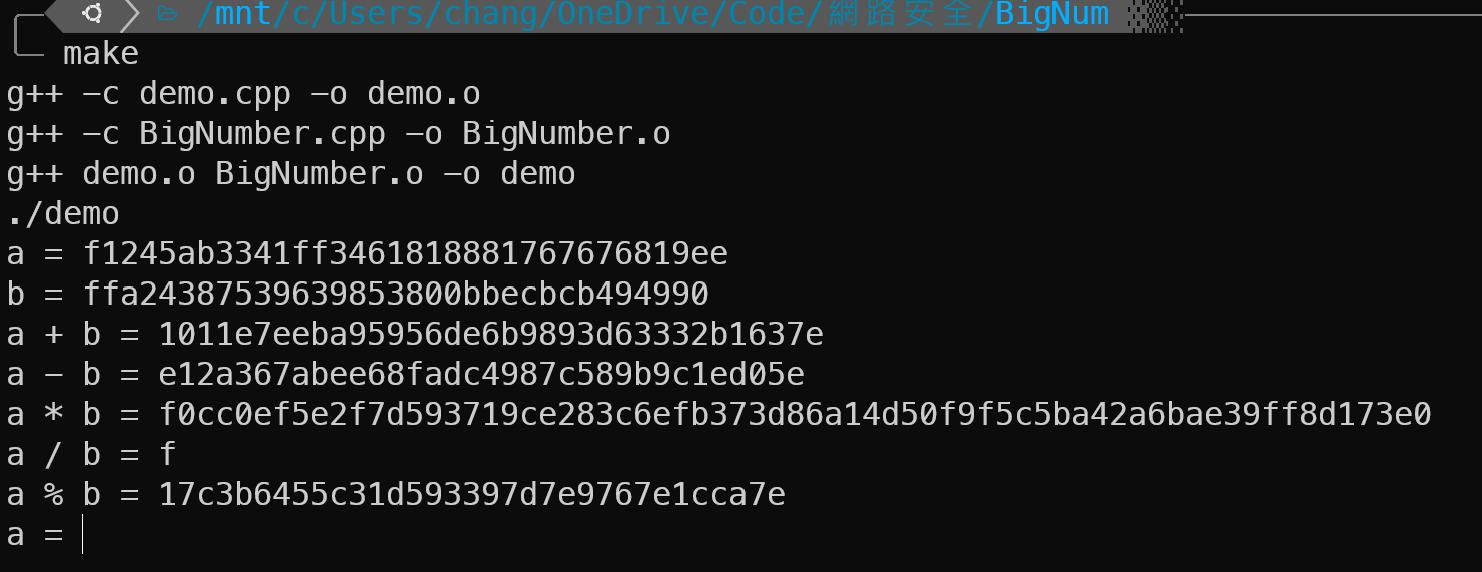 /mnt/c/Users/chang/OneDrive/Code/網路安全/BigNum
make
g++ -c demo.cpp -o demo.o
g++ -c BigNumber.cpp -o BigNumber.o
g++ demo.o BigNumber.o -o demo
./demo
a = f1245ab3341ff3461818881767676819ee
b = ffa24387539639853800bbecbcb494990
a + b = 1011e7eeba95956de6b9893d63332b1637e
a - b = e12a367abee68fadc4987c589b9c1ed05e
a * b = f0cc0ef5e2f7d593719ce283c6efb373d86a14d50f9f5c5ba42a6bae39ff8d173e0
a / b = f
a % b = 17c3b6455c31d593397d7e9767e1cca7e
a =